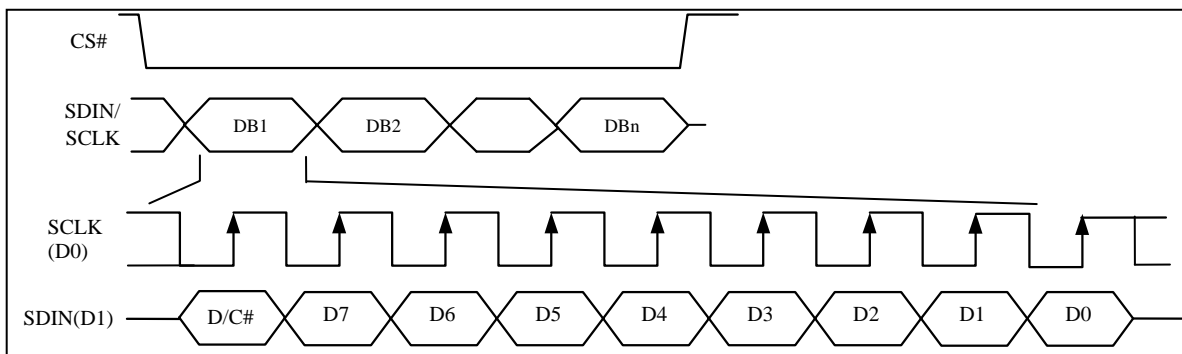 CS#
SDIN/
SCLK
DB1 DB2 DBn
SCLK
(D0)
SDIN(D1) D/C# D7 D6 D5 D4 D3 D2 D1 D0